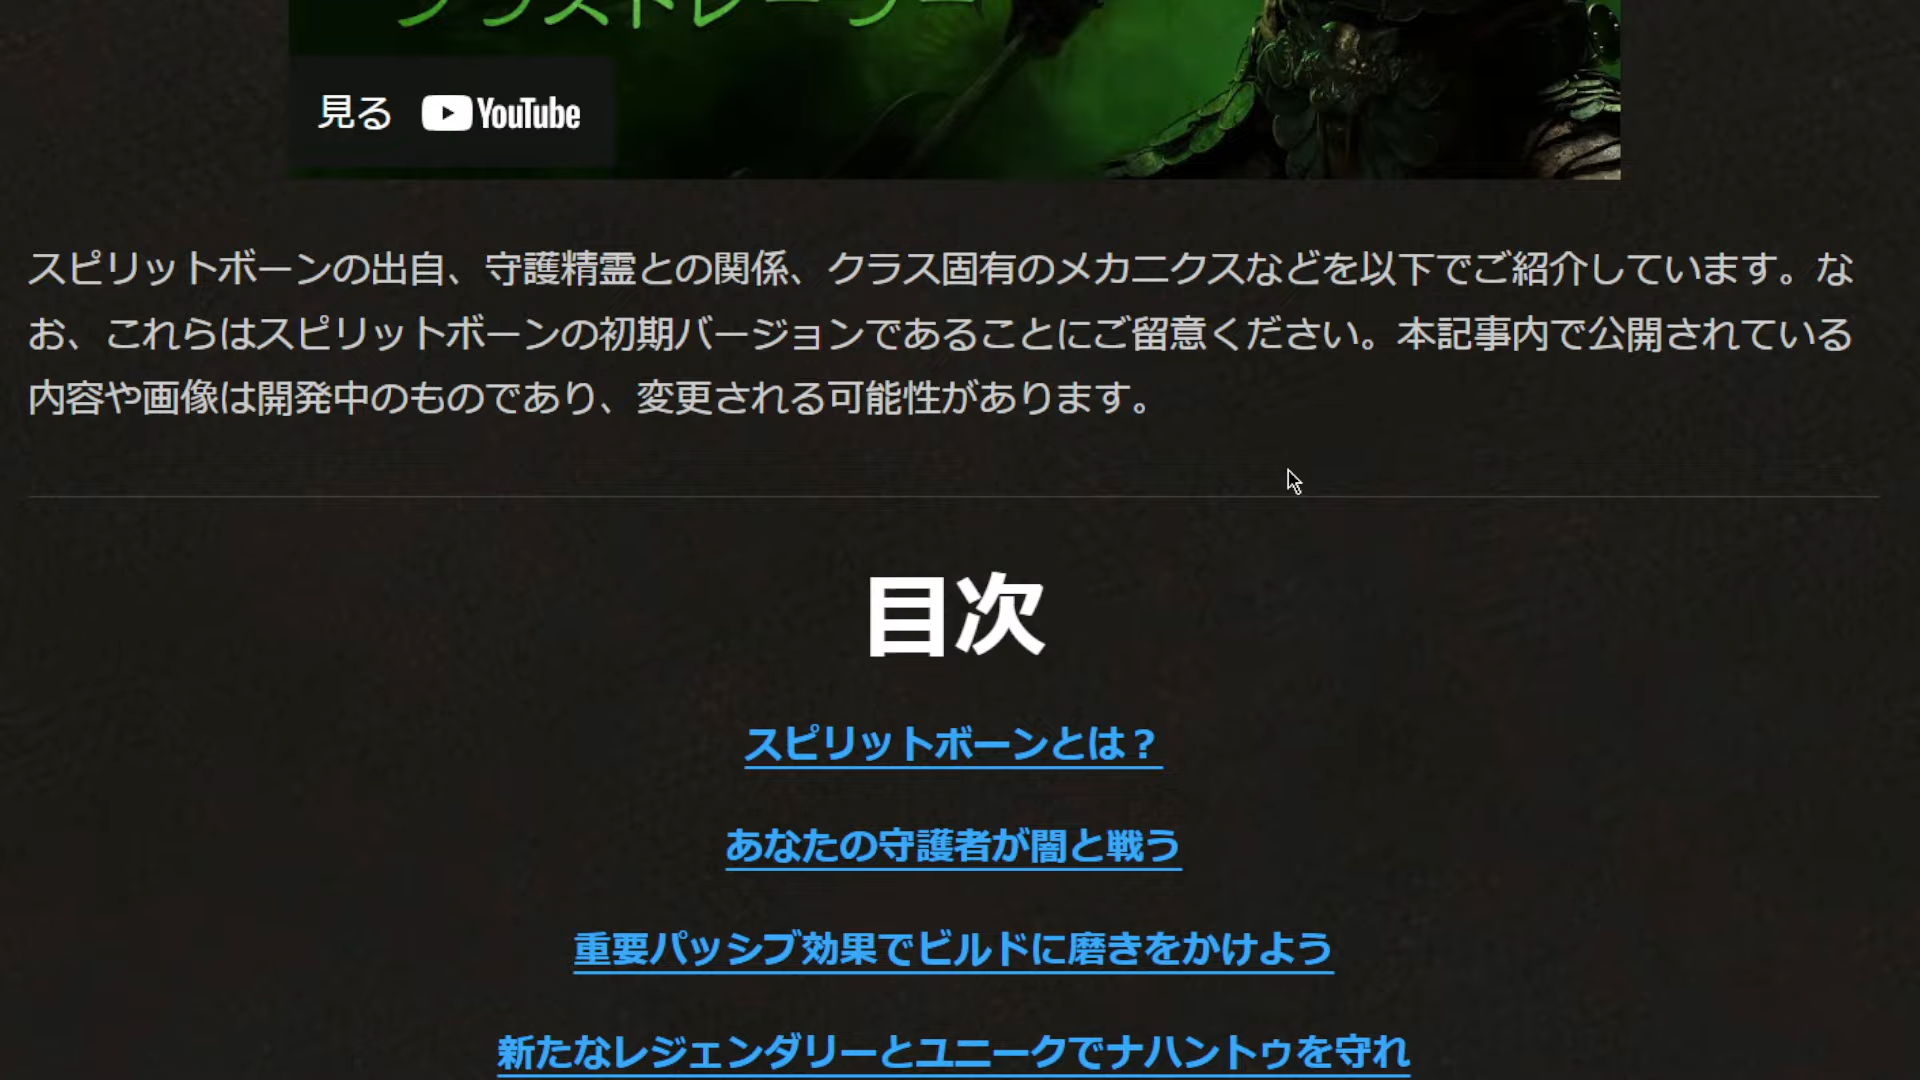 クラストレーラー
見る YouTube
スピリットボーンの出自、守護精霊との関係、クラス固有のメカニクスなどを以下でご紹介しています。な
お、これらはスピリットボーンの初期バージョンであることにご留意ください。本記事内で公開されている
内容や画像は開発中のものであり、変更される可能性があります。
目次
スピリットボーンとは？
あなたの守護者が闇と戦う
重要パッシブ効果でビルドに磨きをかけよう
新たなレジェンダリーとユニークでナハントゥを守れ